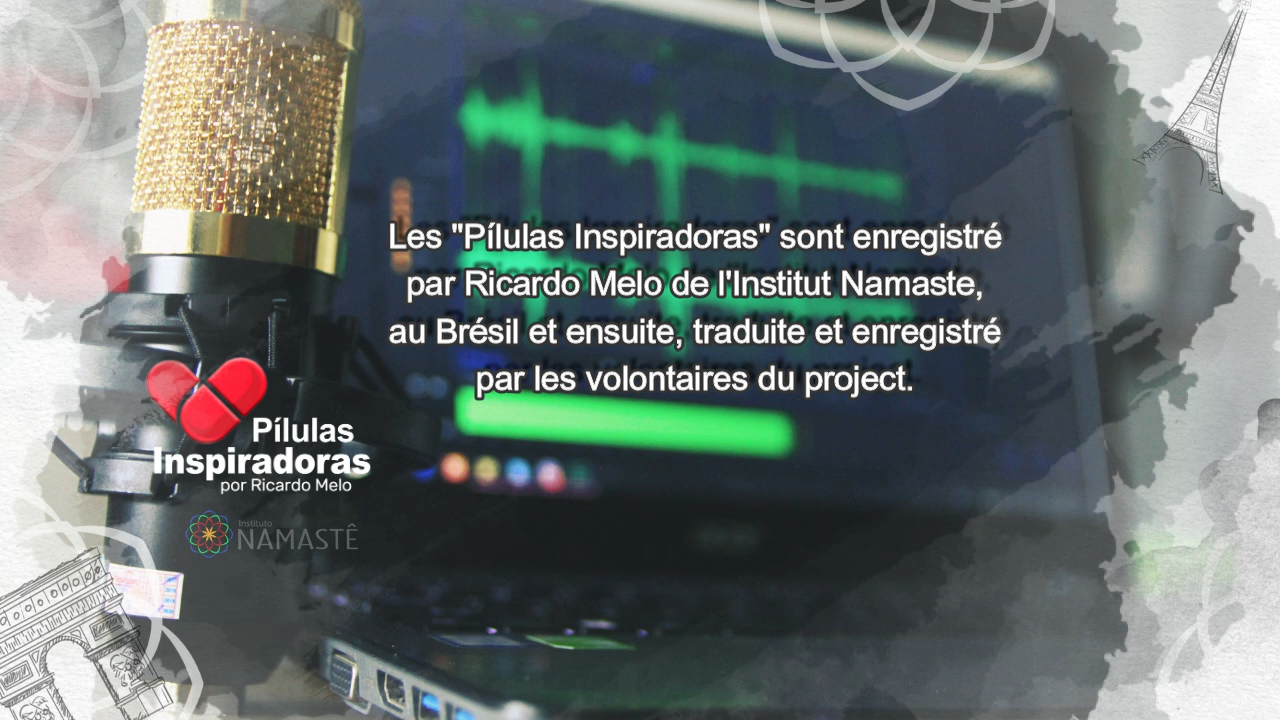 Les "Pílulas Inspiradoras" sont enregistré
par Ricardo Melo de l'Institut Namaste,
au Brésil et ensuite, traduite et enregistré
par les volontaires du project.
Pílulas
Inspiradoras
por Ricardo Melo
Instituto
NAMASTÊ